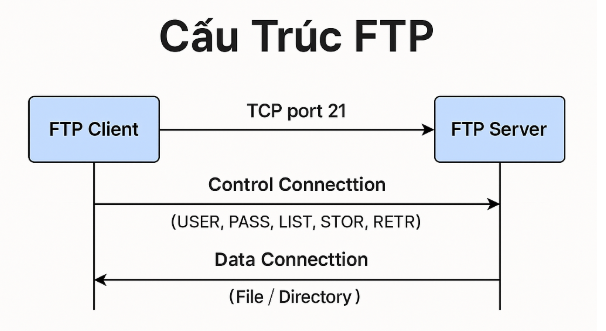 Cấu Trúc FTP
FTP Client
TCP port 21
FTP Server
Control Connecttion
(USER, PASS, LIST, STOR, RETR)
Data Connecttion
(File / Directory)